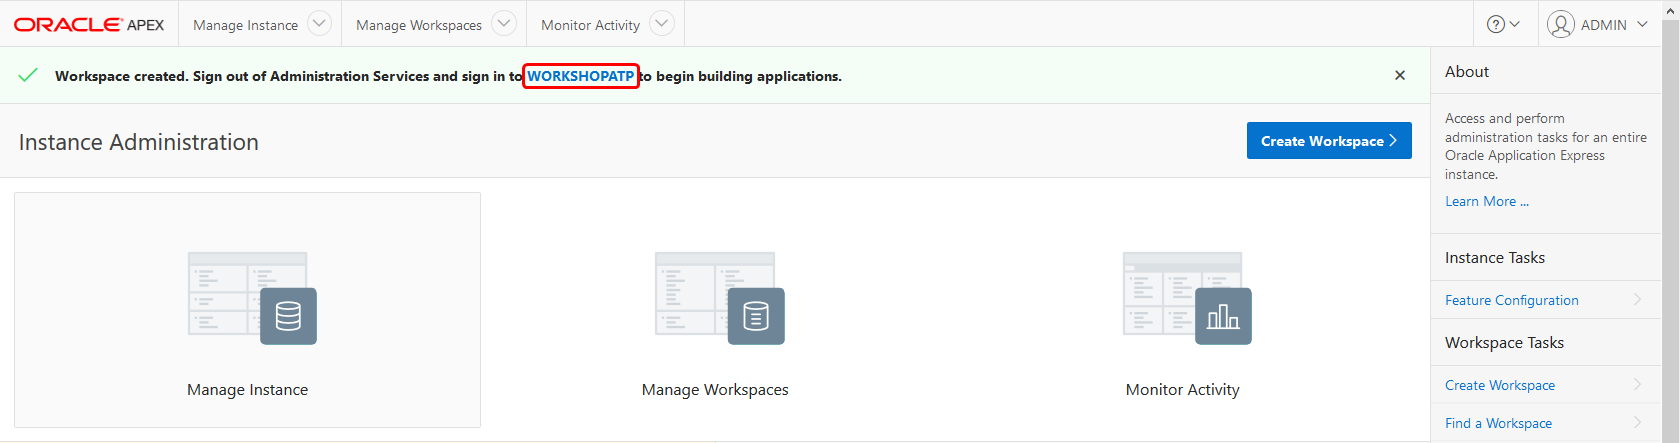 ORACLE APEX
Manage Instance
Manage Workspaces
Monitor Activity
ADMIN
Workspace created. Sign out of Administration Services and sign in to WORKSHOPATP to begin building applications.
Instance Administration
Create Workspace
Manage Instance
Manage Workspaces
Monitor Activity
About
Access and perform
administration tasks for an entire
Oracle Application Express
instance.
Learn More ...
Instance Tasks
Feature Configuration
Workspace Tasks
Create Workspace
Find a Workspace